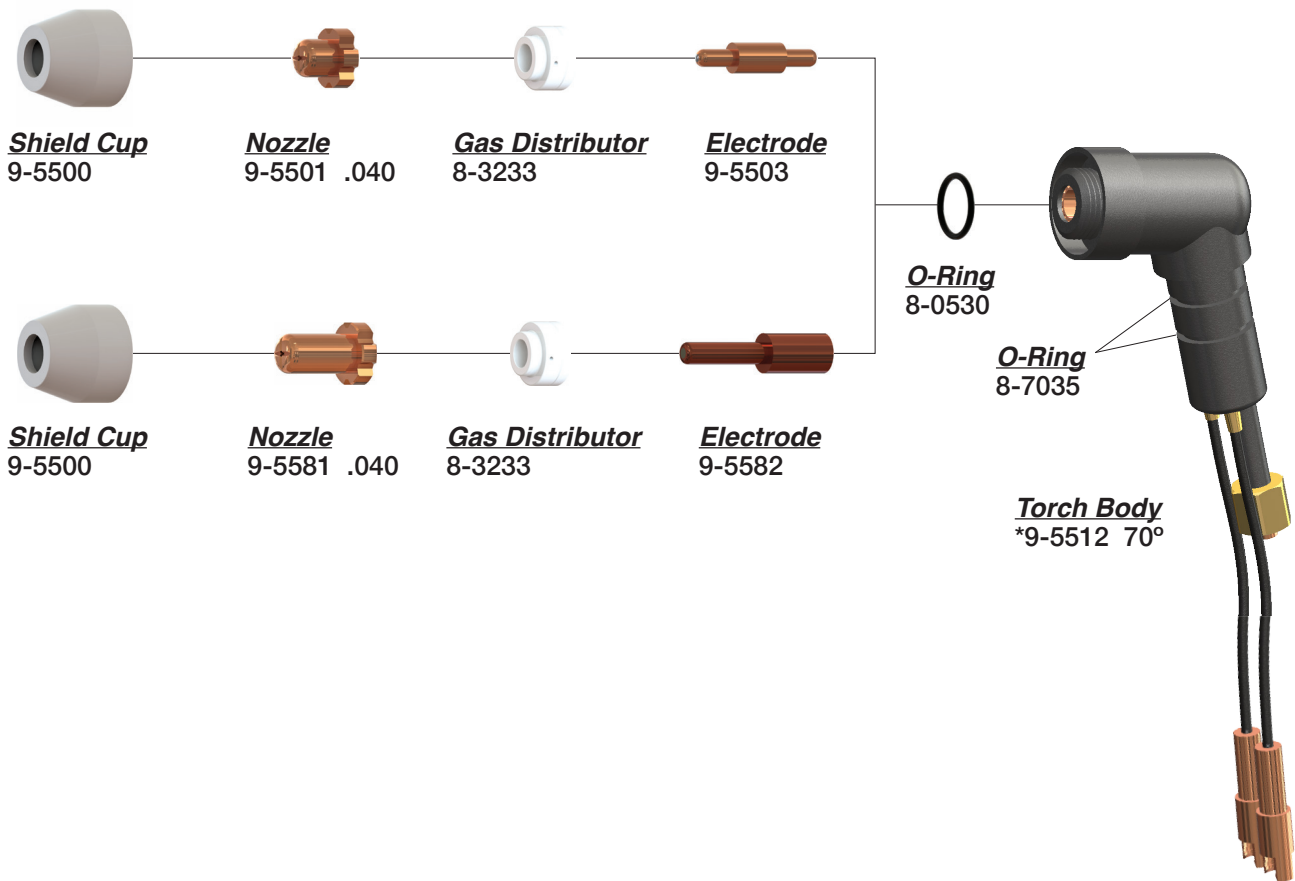 Shield Cup
9-5500
Nozzle
9-5501 .040
Gas Distributor
8-3233
Electrode
9-5503
O-Ring
8-0530
O-Ring
8-7035
Shield Cup
9-5500
Nozzle
9-5581 .040
Gas Distributor
8-3233
Electrode
9-5582
Torch Body
*9-5512 70º